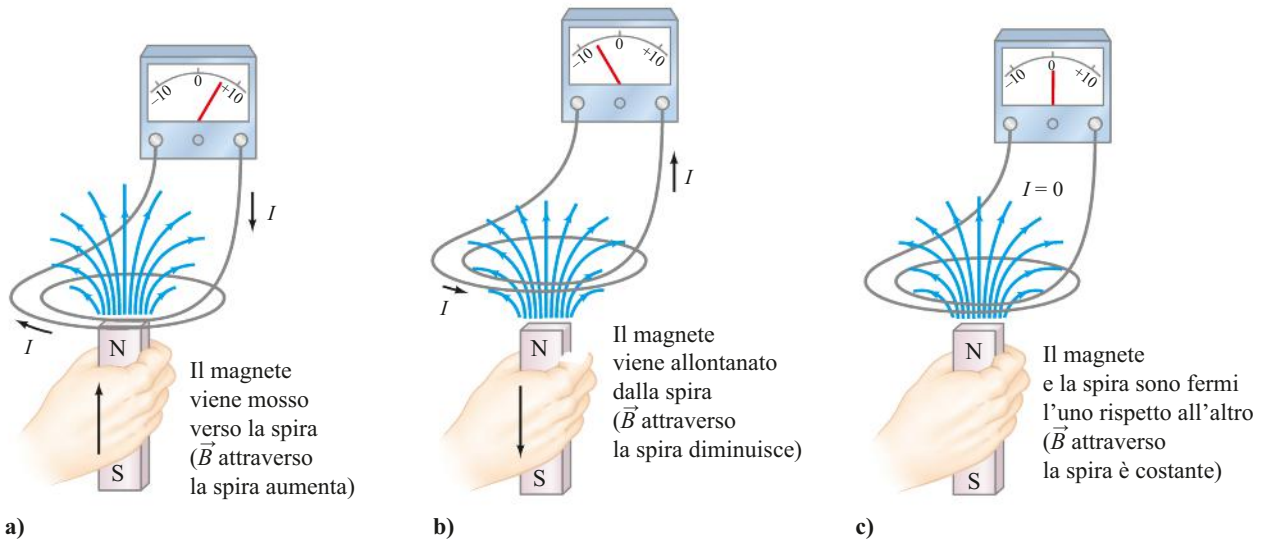 –10 0 +10
I
I
N
S
Il magnete
viene mosso
verso la spira
(B⃗ attraverso
la spira aumenta)
a)
–10 0 +10
I
I
N
S
Il magnete
viene allontanato
dalla spira
(B⃗ attraverso
la spira diminuisce)
b)
–10 0 +10
I = 0
N
S
Il magnete
e la spira sono fermi
l’uno rispetto all’altro
(B⃗ attraverso
la spira è costante)
c)